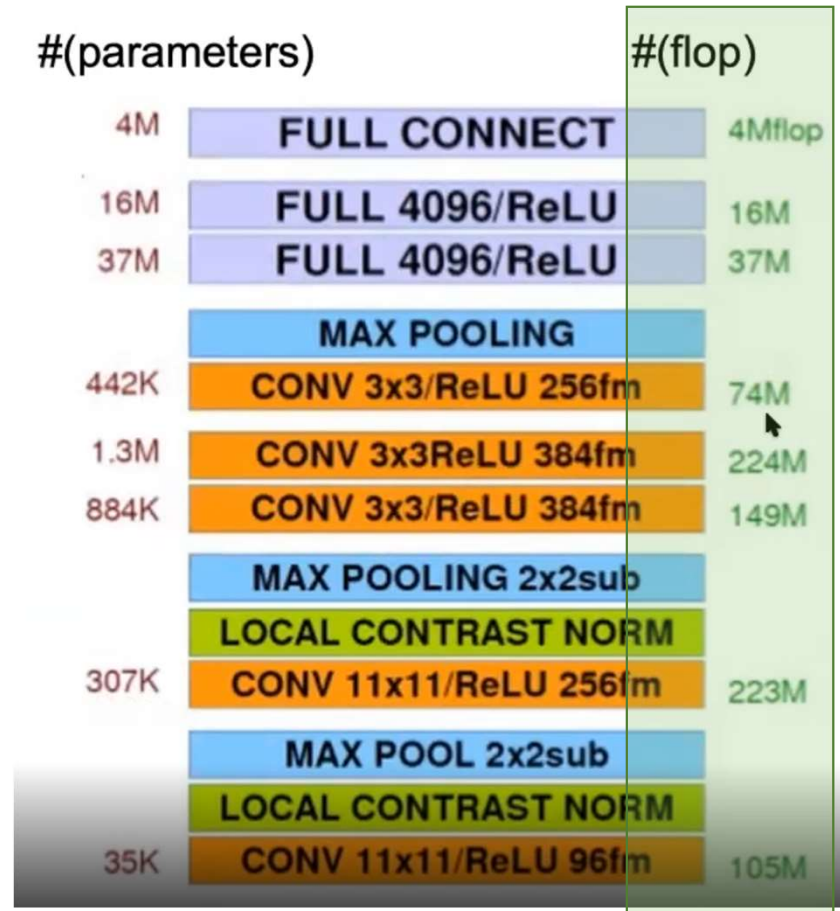 #(parameters) #(flop)
4M FULL CONNECT 4Mflop
16M FULL 4096/ReLU 16M
37M FULL 4096/ReLU 37M
MAX POOLING
442K CONV 3x3/ReLU 256fm 74M
1.3M CONV 3x3ReLU 384fm 224M
884K CONV 3x3/ReLU 384fm 149M
MAX POOLING 2x2sub
LOCAL CONTRAST NORM
307K CONV 11x11/ReLU 256fm 223M
MAX POOL 2x2sub
LOCAL CONTRAST NORM
35K CONV 11x11/ReLU 96fm 105M